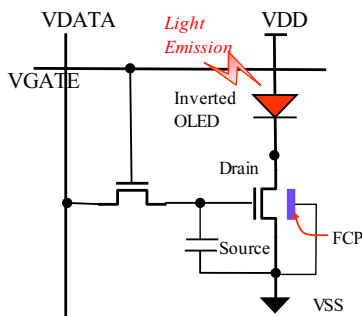 VDATA
Light
Emission
VDD
VGATE
Inverted
OLED
Drain
Source
FCP
VSS